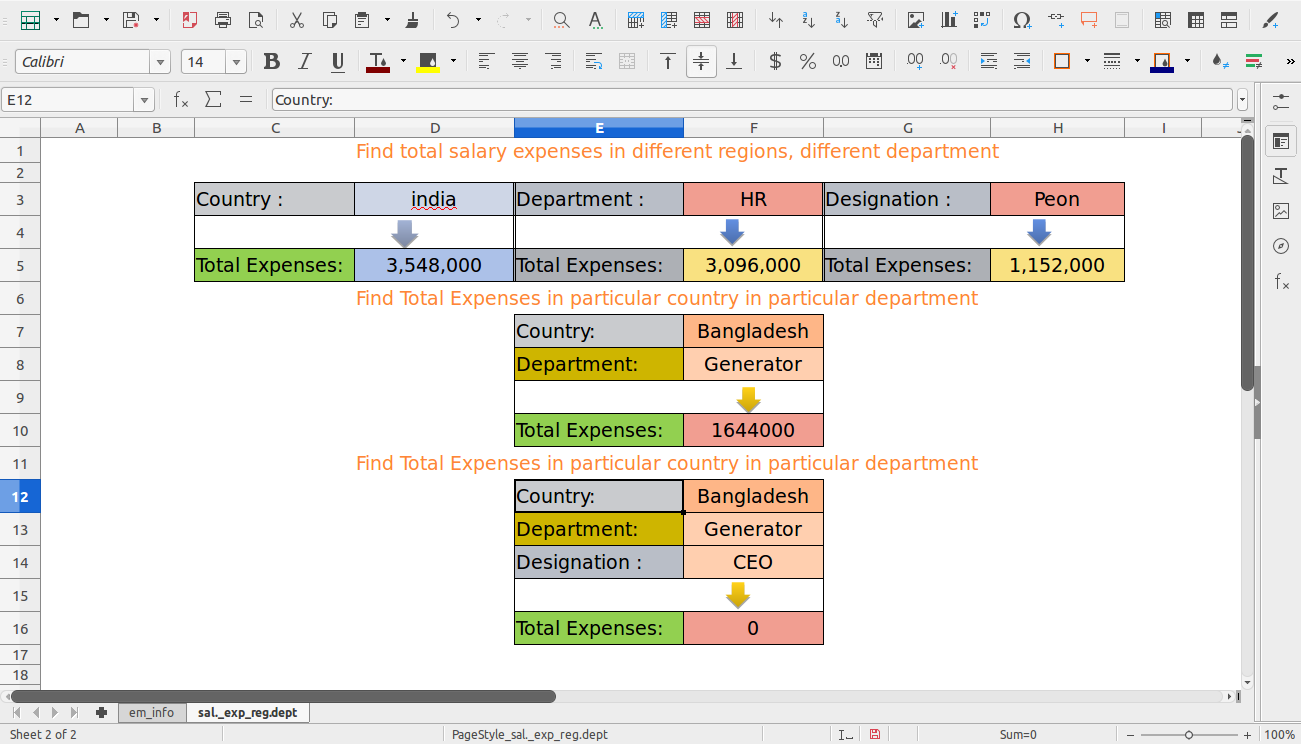 Calibri 14
E12 Country:
A B C D E F G H I
1 Find total salary expenses in different regions, different department
2
3 Country : india Department : HR Designation : Peon
4
5 Total Expenses: 3,548,000 Total Expenses: 3,096,000 Total Expenses: 1,152,000
6 Find Total Expenses in particular country in particular department
7 Country: Bangladesh
8 Department: Generator
9
10 Total Expenses: 1644000
11 Find Total Expenses in particular country in particular department
12 Country: Bangladesh
13 Department: Generator
14 Designation : CEO
15
16 Total Expenses: 0
17
18
em_info sal._exp_reg.dept
Sheet 2 of 2 PageStyle_sal._exp_reg.dept Sum=0 100%